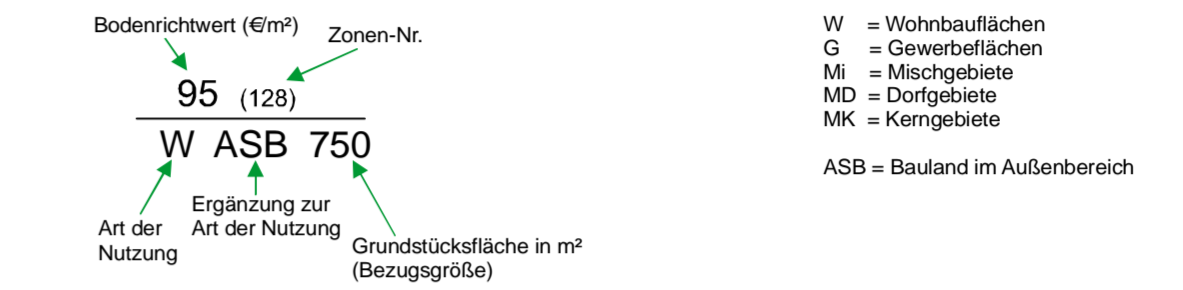 Bodenrichtwert (€/m²)
Zonen-Nr.
95 (128)
W ASB 750
Ergänzung zur
Art der Nutzung
Art der
Nutzung
Grundstücksfläche in m²
(Bezugsgröße)
W = Wohnbauflächen
G = Gewerbeflächen
Mi = Mischgebiete
MD = Dorfgebiete
MK = Kerngebiete
ASB = Bauland im Außenbereich